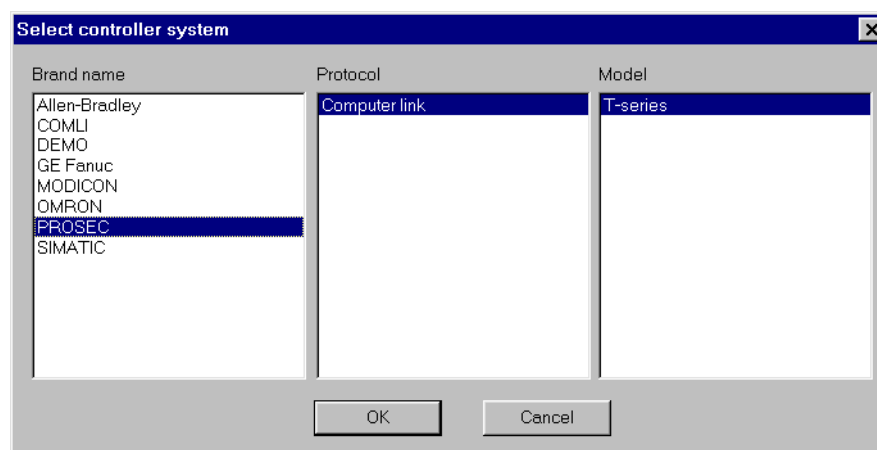 Select controller system
Brand name
Protocol
Model
Allen-Bradley
COMLI
DEMO
GE Fanuc
MODICON
OMRON
PROSEC
SIMATIC
Computer link
T-series
OK
Cancel